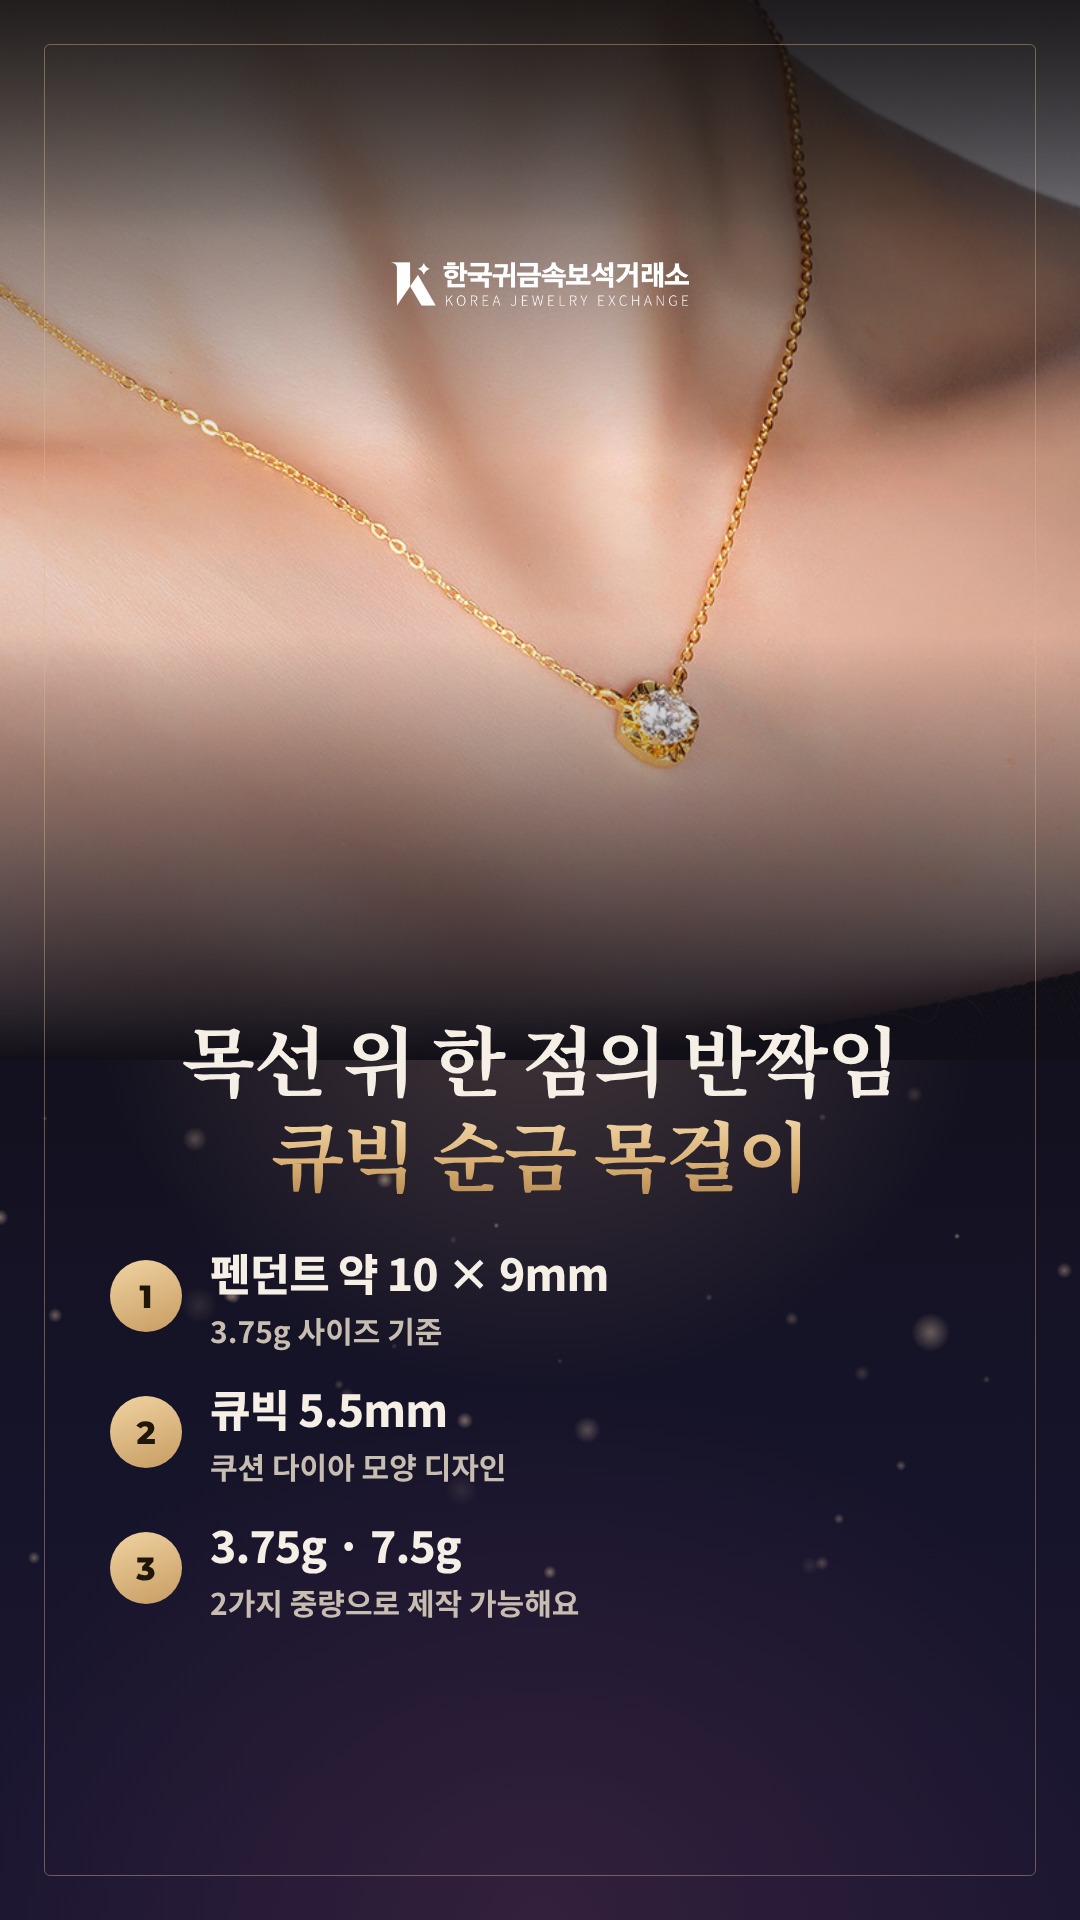 한국귀금속보석거래소
KOREA JEWELRY EXCHANGE
목선 위 한 점의 반짝임
큐빅 순금 목걸이
1
펜던트 약 10 × 9mm
3.75g 사이즈 기준
2
큐빅 5.5mm
쿠션 다이아 모양 디자인
3
3.75g · 7.5g
2가지 중량으로 제작 가능해요